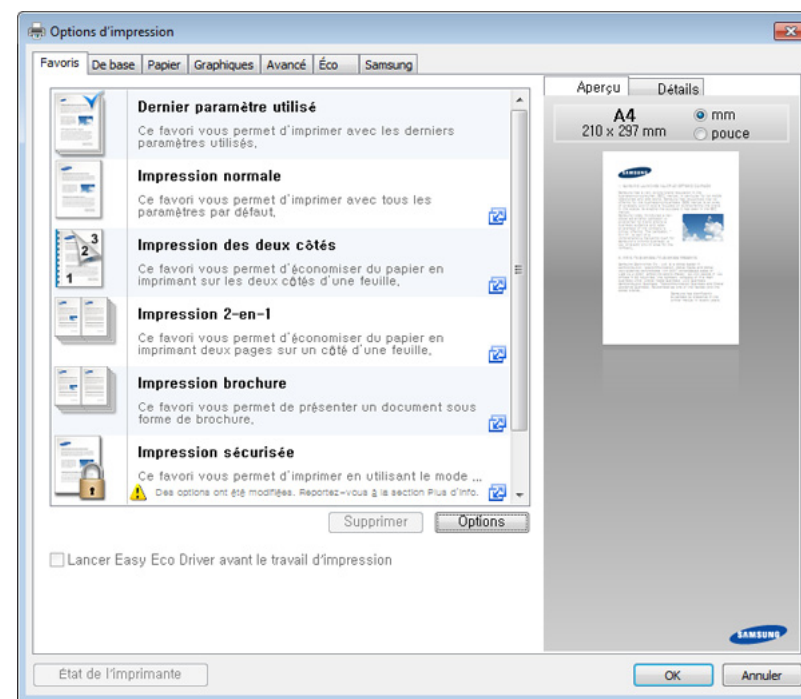 Options d'impression
Favoris De base Papier Graphiques Avancé Éco Samsung
Dernier paramètre utilisé
Ce favori vous permet d'imprimer avec les derniers
paramètres utilisés.
Impression normale
Ce favori vous permet d'imprimer avec tous les
paramètres par défaut.
3
2
1
Impression des deux côtés
Ce favori vous permet d'économiser du papier en
imprimant sur les deux côtés d'une feuille.
Impression 2-en-1
Ce favori vous permet d'économiser du papier en
imprimant deux pages sur un côté d'une feuille.
Impression brochure
Ce favori vous permet de présenter un document sous
forme de brochure.
Impression sécurisée
Ce favori vous permet d'imprimer en utilisant le mode ...
Des options ont été modifiées. Reportez-vous à la section Plus d'info.
Supprimer Options
Lancer Easy Eco Driver avant le travail d'impression
Aperçu Détails
A4
210 x 297 mm
mm
pouce
SAMSUNG
SAMSUNG
État de l'imprimante OK Annuler